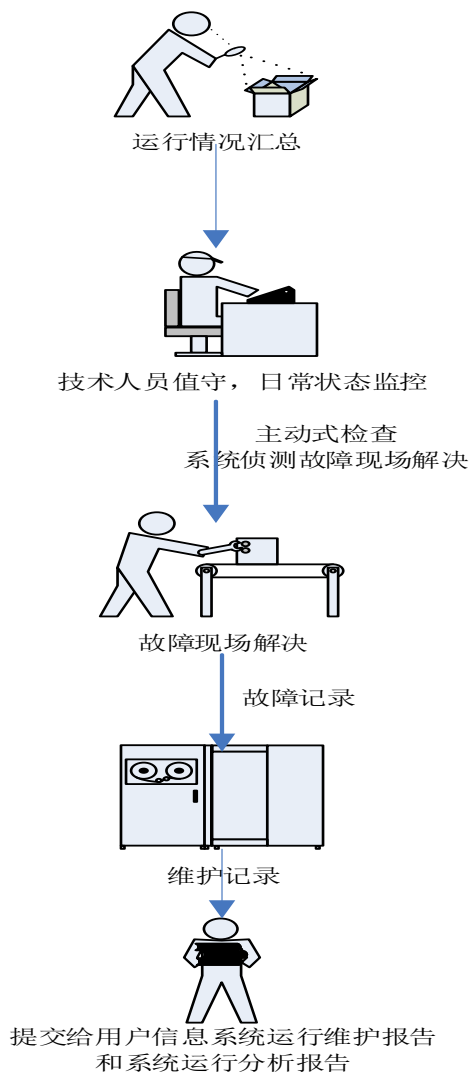 运行情况汇总
技术人员值守，日常状态监控
主动式检查
系统侦测故障现场解决
故障现场解决
故障记录
维护记录
提交给用户信息系统运行维护报告
和系统运行分析报告